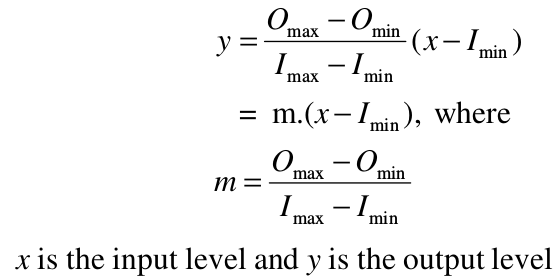 y = (O_max − O_min)/(I_max − I_min) (x − I_min)
= m.(x − I_min), where
m = (O_max − O_min)/(I_max − I_min)
x is the input level and y is the output level